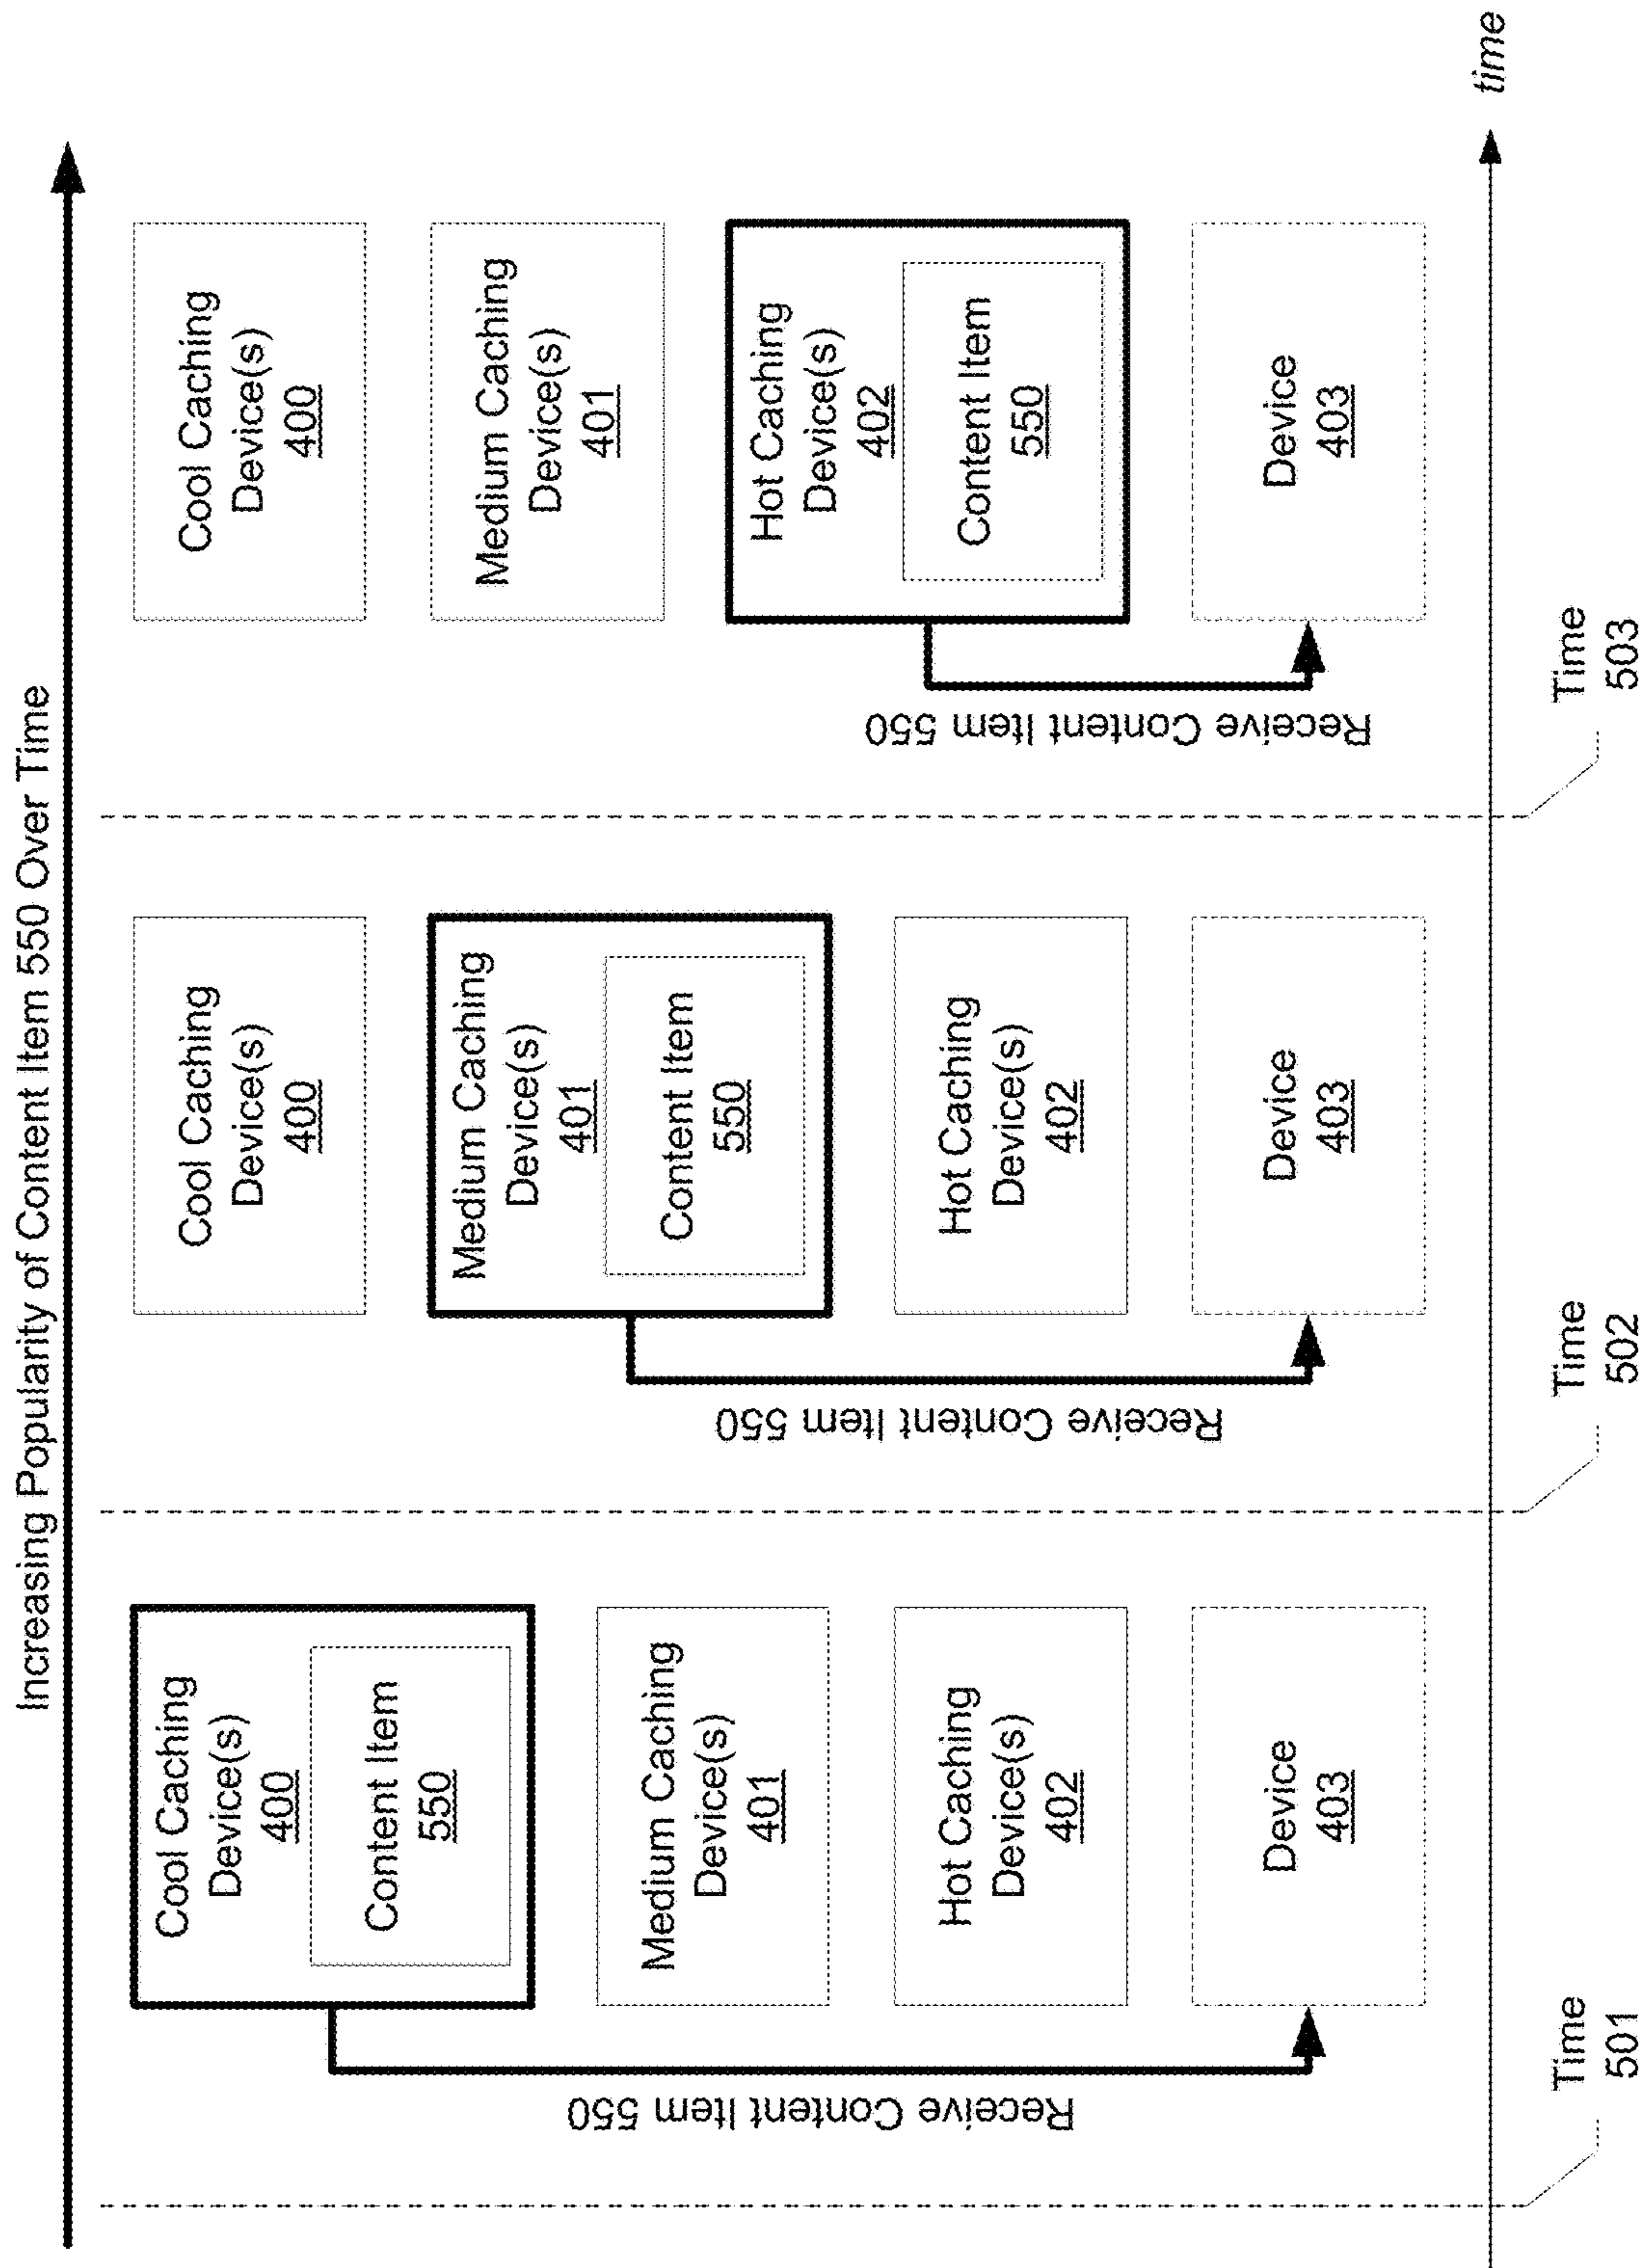 Increasing Popularity of Content Item 550 Over Time
Receive Content Item 550
Cool Caching
Device(s)
400
Content Item
550
Medium Caching
Device(s)
401
Hot Caching
Device(s)
402
Device
403
Time
501
Receive Content Item 550
Cool Caching
Device(s)
400
Medium Caching
Device(s)
401
Content Item
550
Hot Caching
Device(s)
402
Device
403
Time
502
Receive Content Item 550
Cool Caching
Device(s)
400
Medium Caching
Device(s)
401
Hot Caching
Device(s)
402
Content Item
550
Device
403
Time
503
time